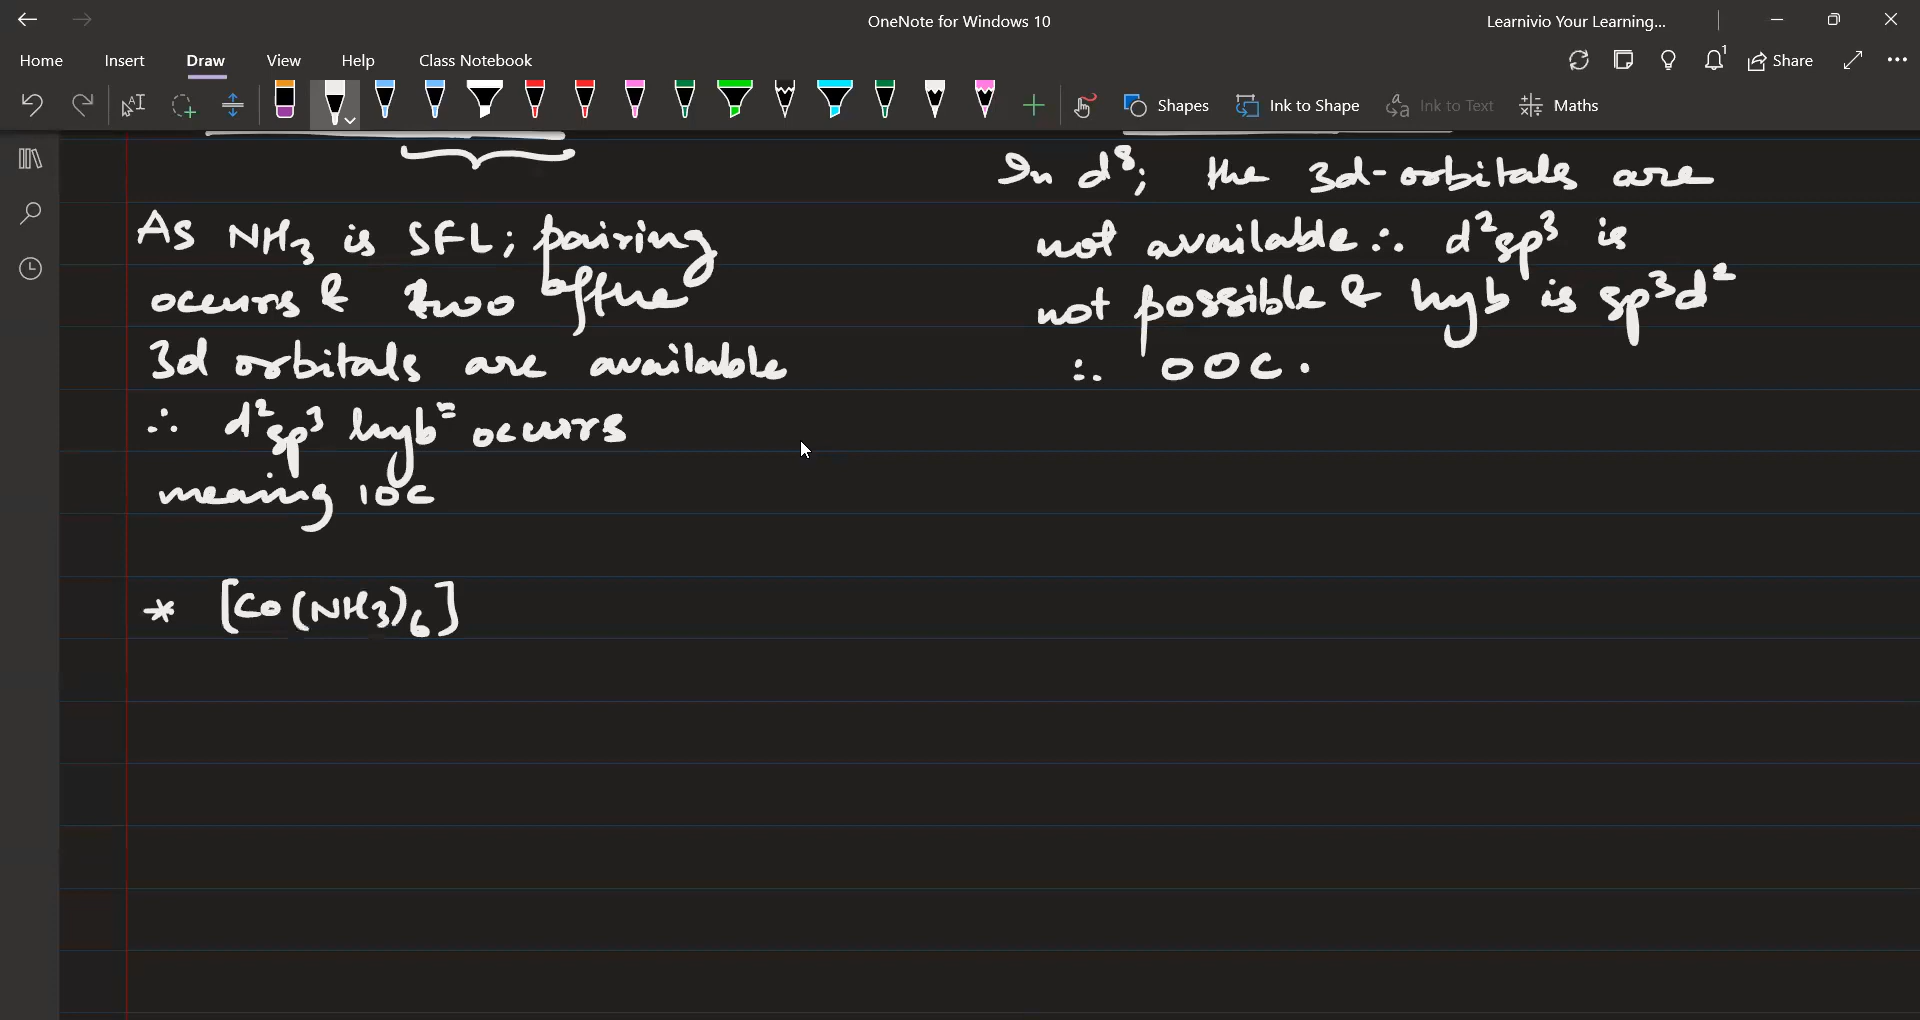 OneNote for Windows 10
Learnivio Your Learning...
Home Insert Draw View Help Class Notebook
1
Share
Shapes Ink to Shape Ink to Text Maths
As NH₃ is SFL; pairing
occurrs & two of the
3d orbitals are available
∴ d²sp³ hyb⁼ occurrs
meaning IOC
* [Co(NH3)₆]
In d⁸; the 3d-orbitals are
not available ∴ d²sp³ is
not possible & hyb is sp³d²
∴ OOC.